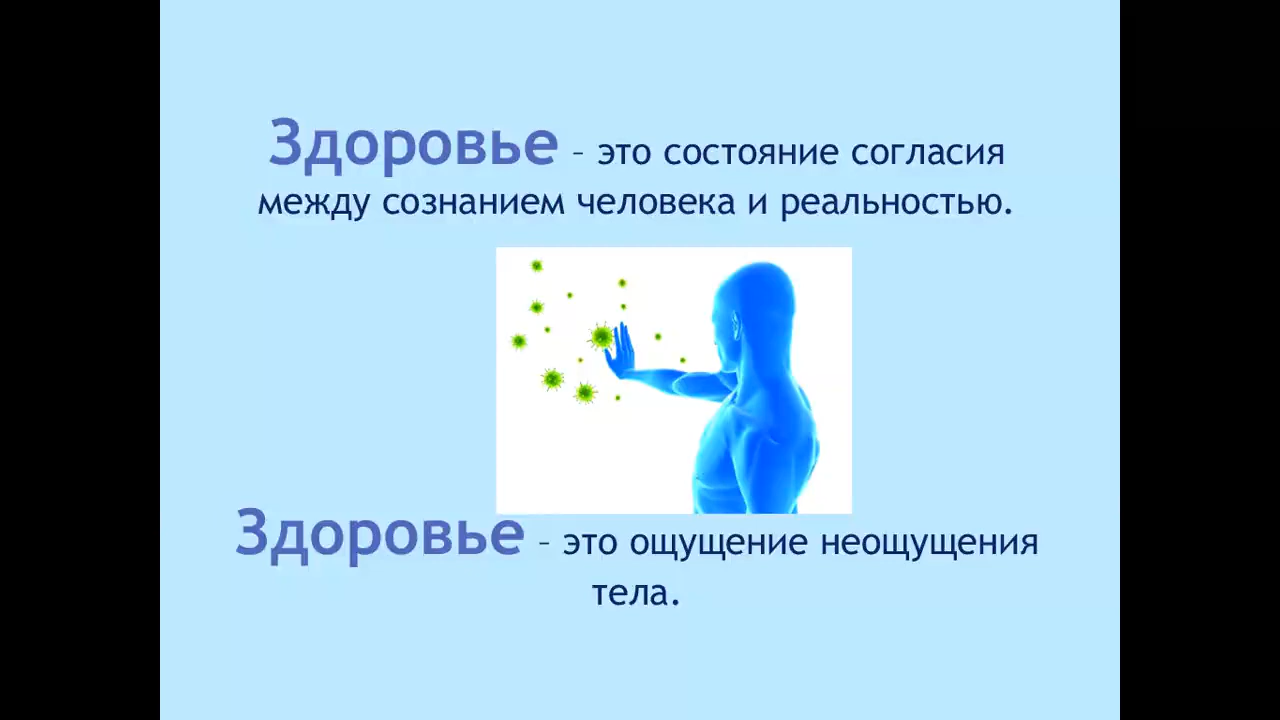 Здоровье – это состояние согласия
между сознанием человека и реальностью.
Здоровье – это ощущение неощущения
тела.